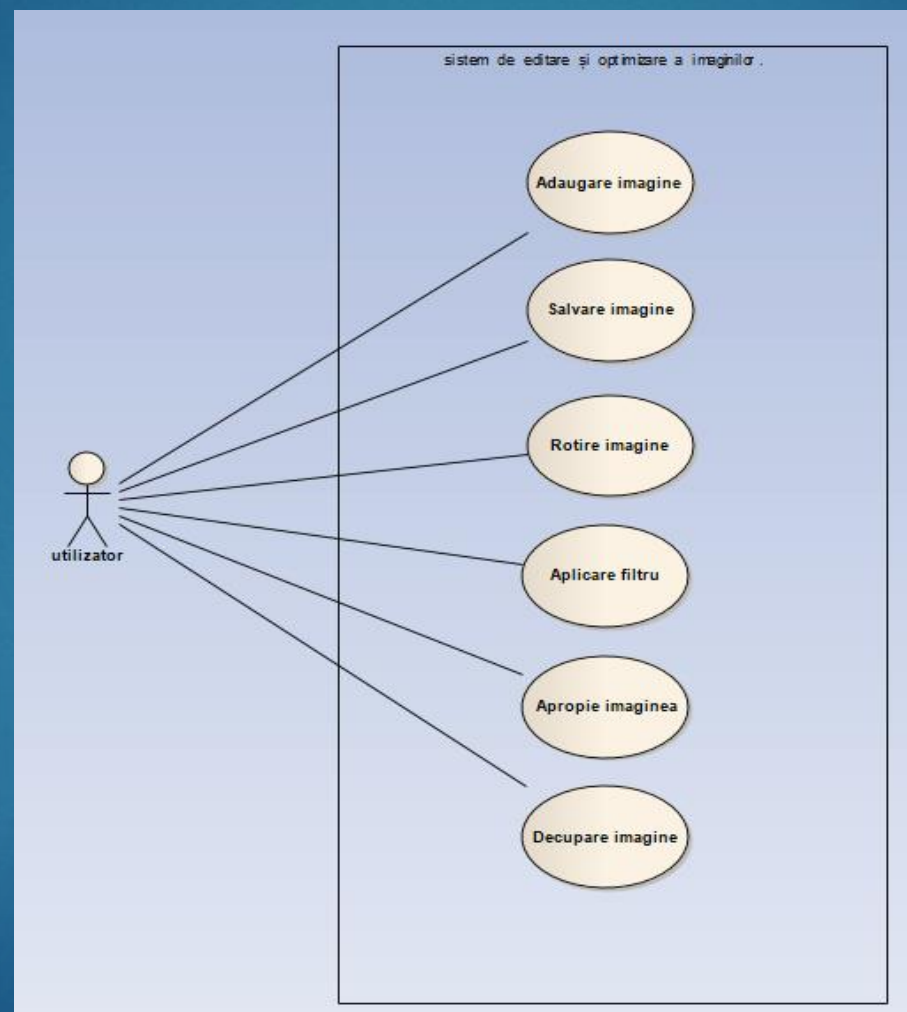 sistem de editare și optimizare a imaginilor.
Adaugare imagine
Salvare imagine
Rotire imagine
utilizator
Aplicare filtru
Apropie imaginea
Decupare imagine